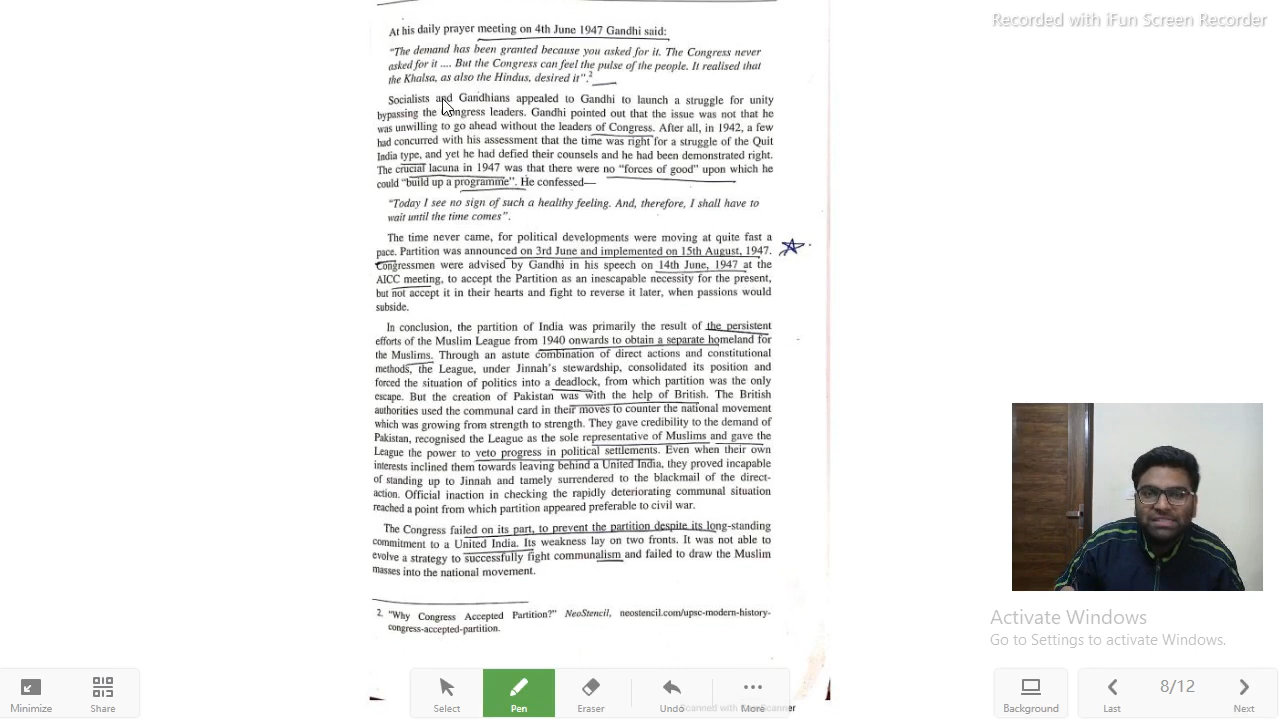 Recorded with iFun Screen Recorder
At his daily prayer meeting on 4th June 1947 Gandhi said:
"The demand has been granted because you asked for it. The Congress never
asked for it .... But the Congress can feel the pulse of the people. It realised that
the Khalsa, as also the Hindus, desired it".2
Socialists and Gandhians appealed to Gandhi to launch a struggle for unity
bypassing the Congress leaders. Gandhi pointed out that the issue was not that he
was unwilling to go ahead without the leaders of Congress. After all, in 1942, a few
had concurred with his assessment that the time was right for a struggle of the Quit
India type, and yet he had defied their counsels and he had been demonstrated right.
The crucial lacuna in 1947 was that there were no "forces of good" upon which he
could "build up a programme". He confessed—
"Today I see no sign of such a healthy feeling. And, therefore, I shall have to
wait until the time comes".
The time never came, for political developments were moving at quite fast a
pace. Partition was announced on 3rd June and implemented on 15th August, 1947.
Congressmen were advised by Gandhi in his speech on 14th June, 1947 at the
AICC meeting, to accept the Partition as an inescapable necessity for the present,
but not accept it in their hearts and fight to reverse it later, when passions would
subside.
In conclusion, the partition of India was primarily the result of the persistent
efforts of the Muslim League from 1940 onwards to obtain a separate homeland for
the Muslims. Through an astute combination of direct actions and constitutional
methods, the League, under Jinnah's stewardship, consolidated its position and
forced the situation of politics into a deadlock, from which partition was the only
escape. But the creation of Pakistan was with the help of British. The British
authorities used the communal card in their moves to counter the national movement
which was growing from strength to strength. They gave credibility to the demand of
Pakistan, recognised the League as the sole representative of Muslims and gave the
League the power to veto progress in political settlements. Even when their own
interests inclined them towards leaving behind a United India, they proved incapable
of standing up to Jinnah and tamely surrendered to the blackmail of the direct-
action. Official inaction in checking the rapidly deteriorating communal situation
reached a point from which partition appeared preferable to civil war.
The Congress failed on its part, to prevent the partition despite its long-standing
commitment to a United India. Its weakness lay on two fronts. It was not able to
evolve a strategy to successfully fight communalism and failed to draw the Muslim
masses into the national movement.
2. "Why Congress Accepted Partition?" NeoStencil, neostencil.com/upsc-modern-history-
congress-accepted-partition.
Activate Windows
Go to Settings to activate Windows.
Minimize
Share
Select
Pen
Eraser
Undo
More
Scanned with CamScanner
Background
Last
8/12
Next